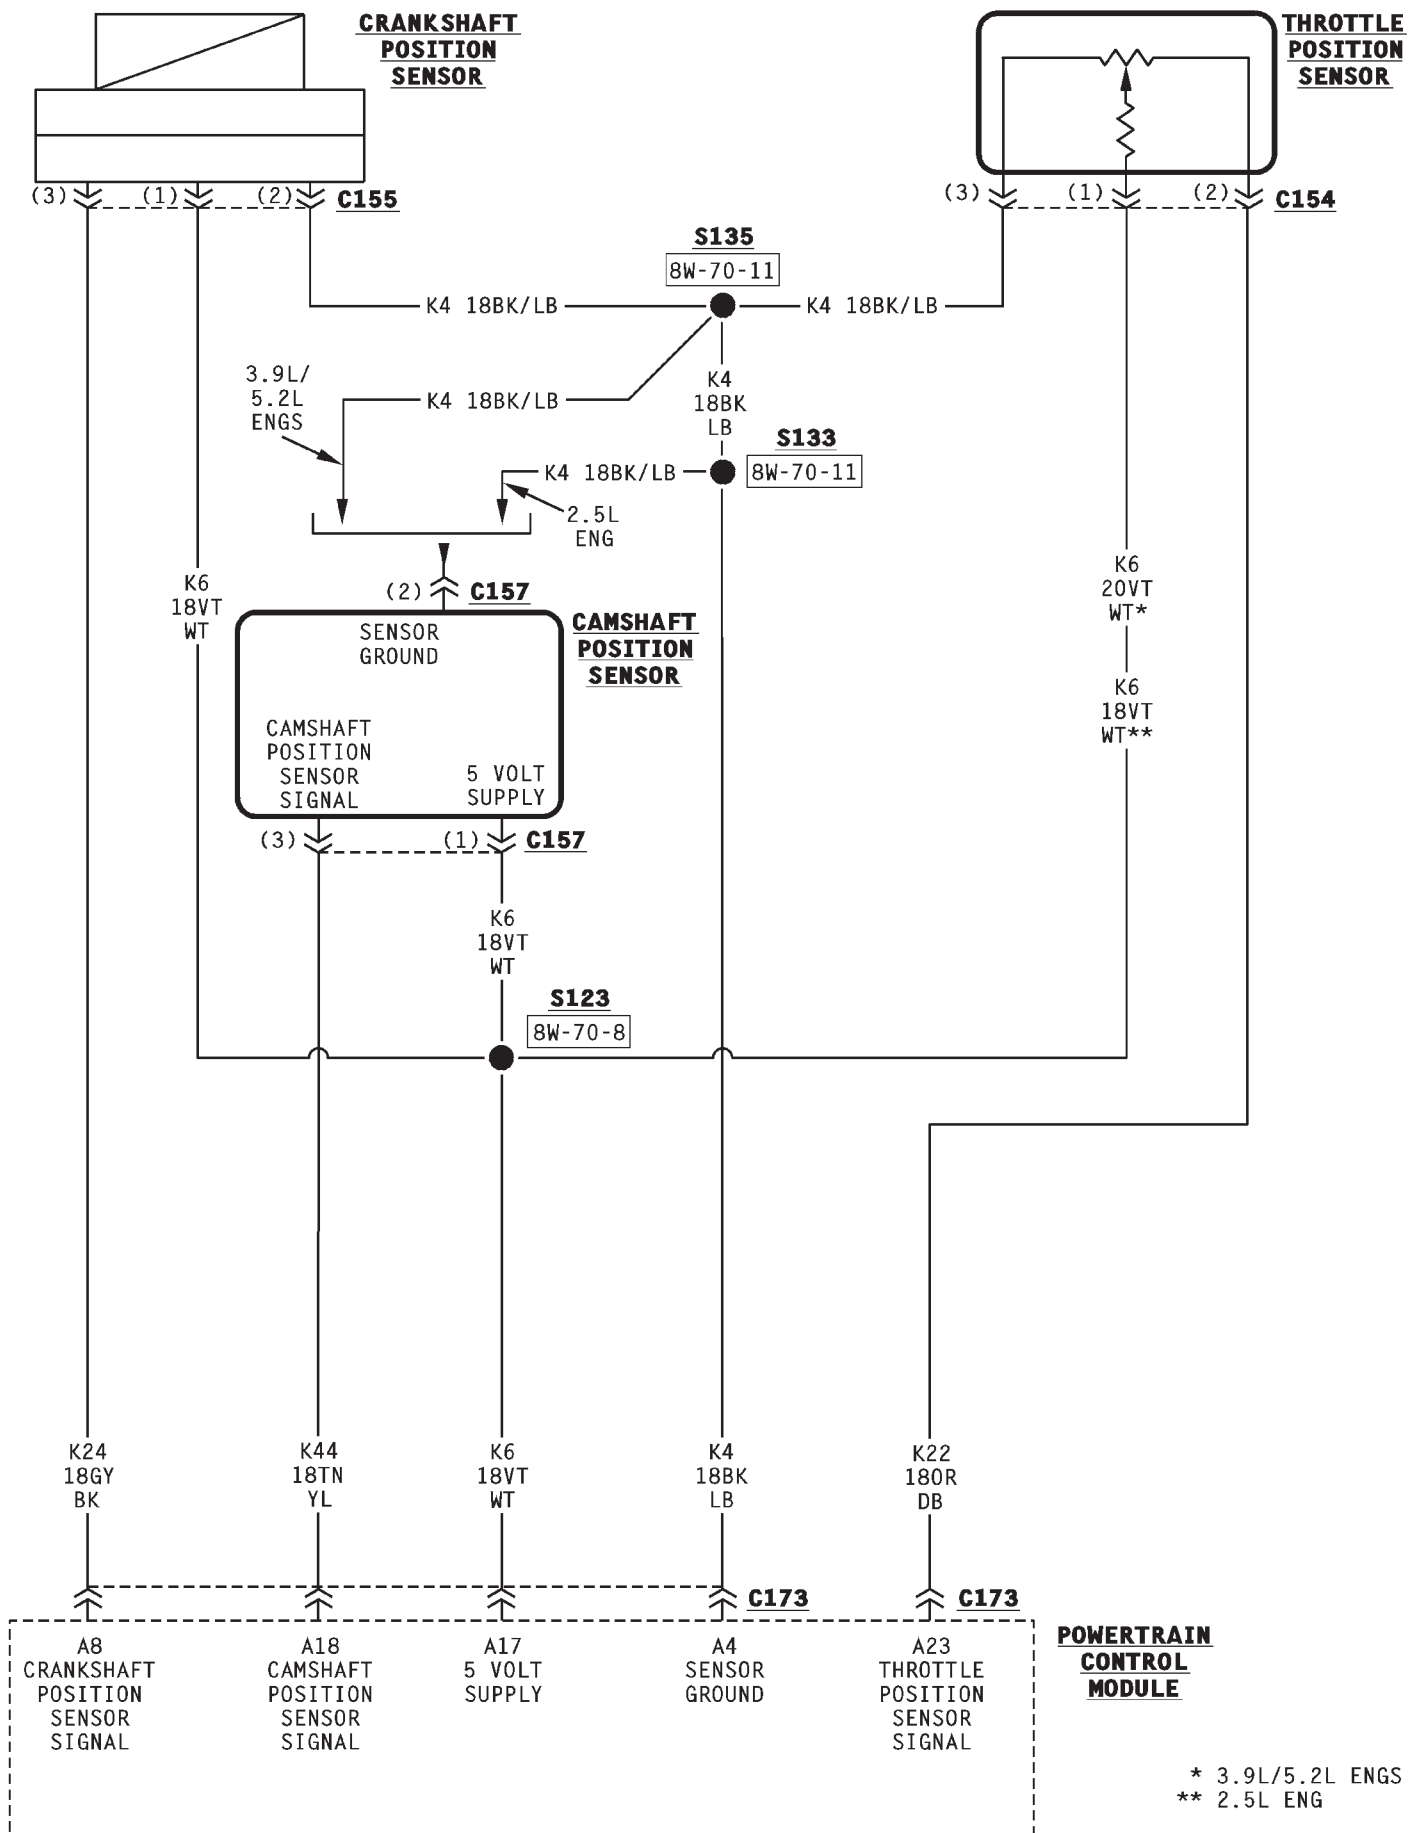 CRANKSHAFT
POSITION
SENSOR
THROTTLE
POSITION
SENSOR
(3)
(1)
(2)
C155
(3)
(1)
(2)
C154
S135
8W-70-11
K4 18BK/LB
K4 18BK/LB
3.9L/
5.2L
ENGS
K4 18BK/LB
K4
18BK
LB
S133
8W-70-11
K4 18BK/LB
2.5L
ENG
(2)
C157
K6
18VT
WT
K6
20VT
WT*
CAMSHAFT
POSITION
SENSOR
SENSOR
GROUND
K6
18VT
WT**
CAMSHAFT
POSITION
SENSOR
SIGNAL
5 VOLT
SUPPLY
(3)
(1)
C157
K6
18VT
WT
S123
8W-70-8
K24
18GY
BK
K44
18TN
YL
K6
18VT
WT
K4
18BK
LB
K22
18OR
DB
C173
C173
A8
CRANKSHAFT
POSITION
SENSOR
SIGNAL
A18
CAMSHAFT
POSITION
SENSOR
SIGNAL
A17
5 VOLT
SUPPLY
A4
SENSOR
GROUND
A23
THROTTLE
POSITION
SENSOR
SIGNAL
POWERTRAIN
CONTROL
MODULE
* 3.9L/5.2L ENGS
** 2.5L ENG